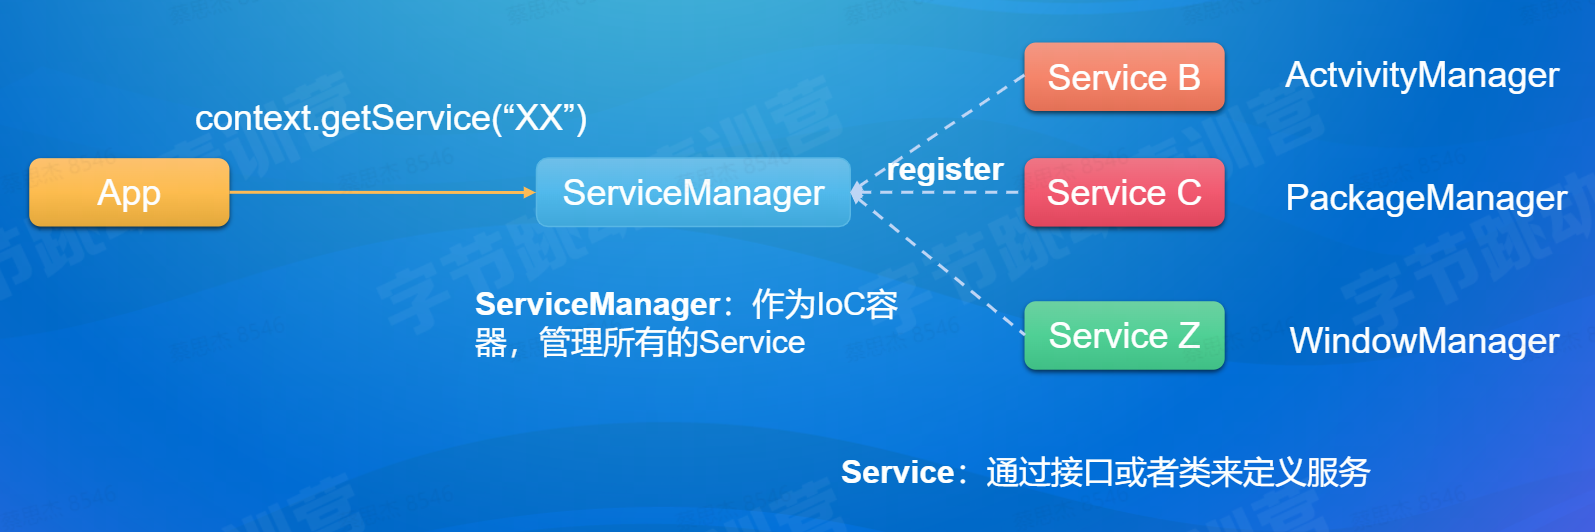 Service B
ActvivityManager
context.getService(“XX”)
App
ServiceManager
register
Service C
PackageManager
ServiceManager：作为IoC容
器，管理所有的Service
Service Z
WindowManager
Service：通过接口或者类来定义服务